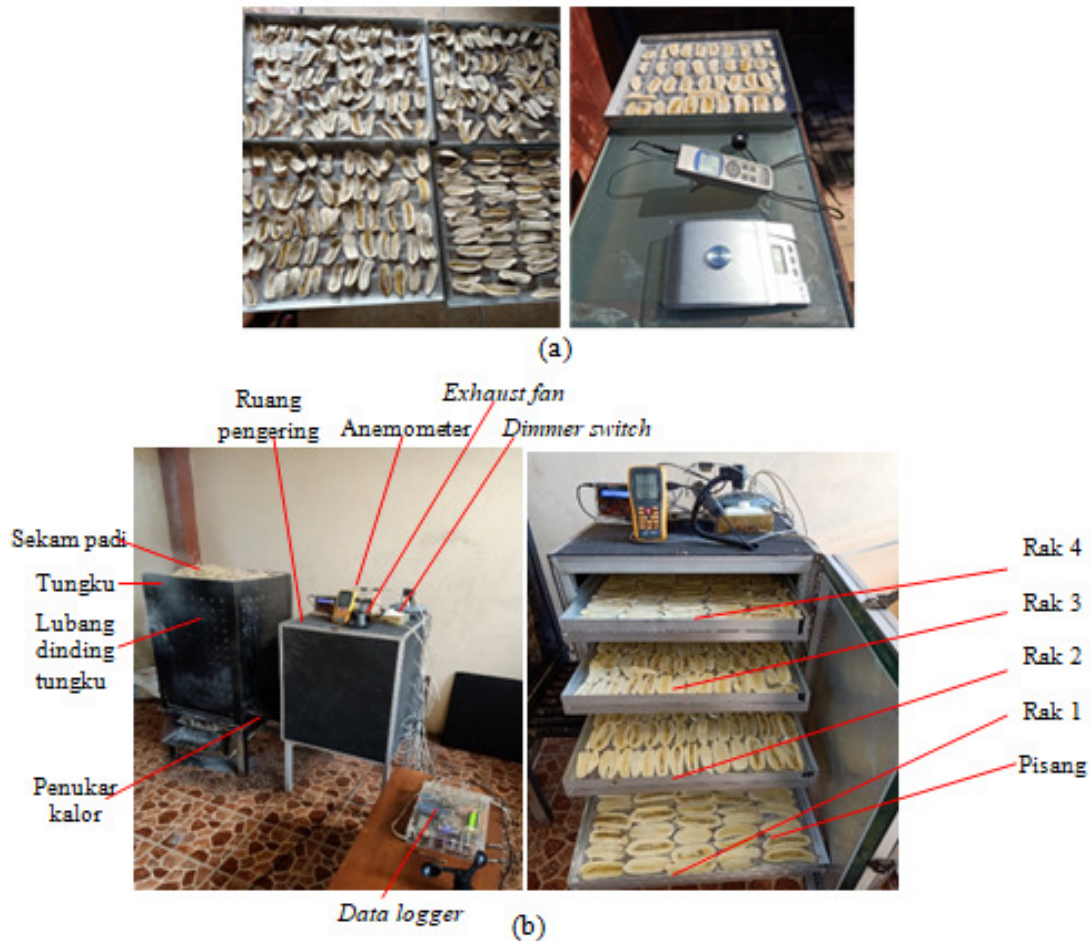 (a)
Exhaust fan
Ruang
pengering
Anemometer
Dimmer switch
Sekam padi
Tungku
Lubang
dinding
tungku
Penukar
kalor
Data logger
Rak 4
Rak 3
Rak 2
Rak 1
Pisang
(b)